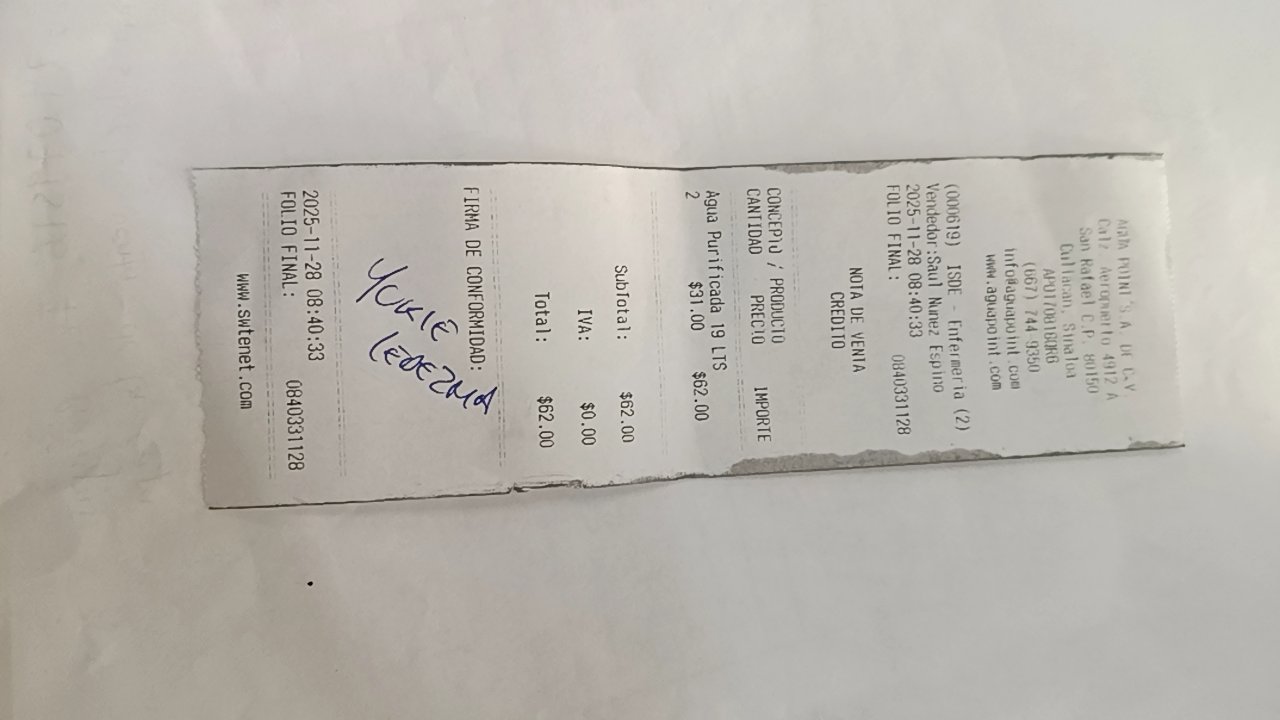 AGUA POINT S.A. DE C.V
Calz Aeropuerto 4912 A
San Rafael C.P. 80150
Culiacan, Sinaloa
(667) 744 9350
info@aguapoint.com
www.aguapoint.com
(000619) ISDE - Enfermeria (2)
Vendedor:Saul Nunez Espino
2025-11-28 08:40:33
FOLIO FINAL: 0840331128
NOTA DE VENTA
CREDITO
CONCEPTO / PRODUCTO
CANTIDAD PRECIO IMPORTE
Agua Purificada 19 LTS
2 $31.00 $62.00
SubTotal: $62.00
IVA: $0.00
Total: $62.00
FIRMA DE CONFORMIDAD:
YUKIE
LEDEZMA
2025-11-28 08:40:33
FOLIO FINAL: 0840331128
www.swtenet.com